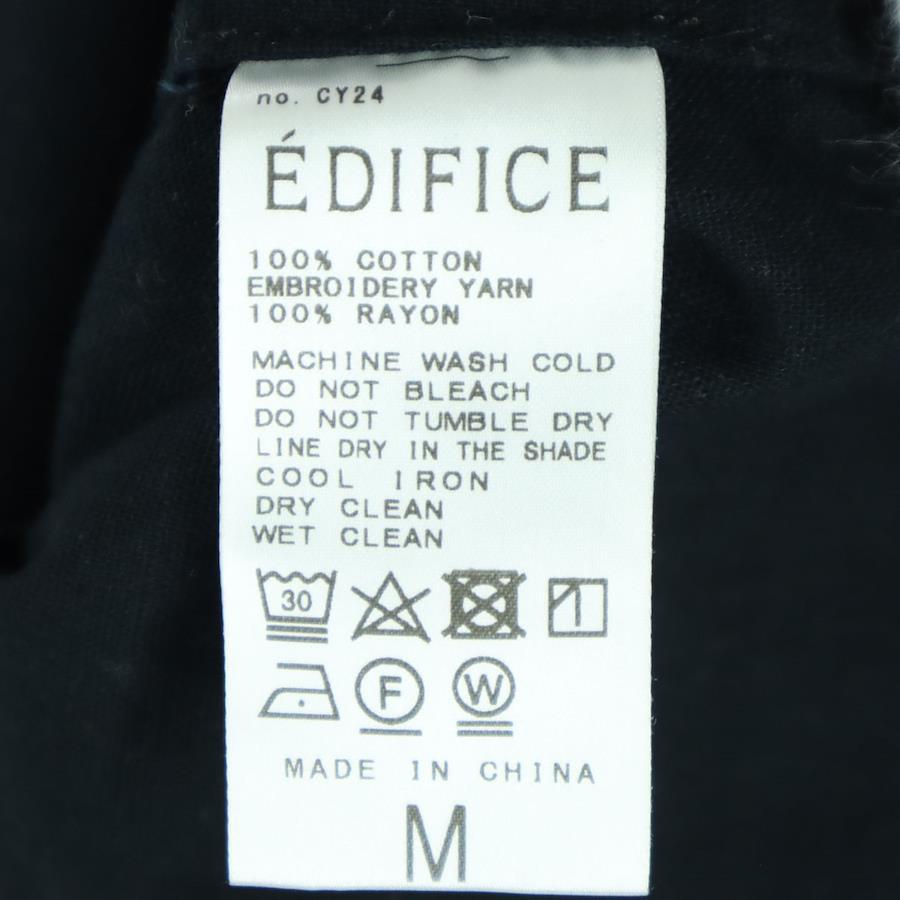 no. CY24
ÉDIFICE
100% COTTON
EMBROIDERY YARN
100% RAYON
MACHINE WASH COLD
DO NOT BLEACH
DO NOT TUMBLE DRY
LINE DRY IN THE SHADE
COOL IRON
DRY CLEAN
WET CLEAN
30
F W
MADE IN CHINA
M